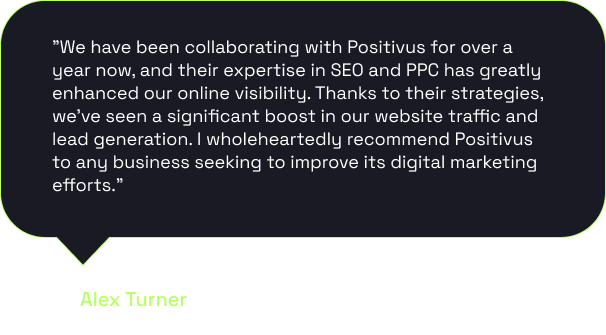 "We have been collaborating with Positivus for over a
year now, and their expertise in SEO and PPC has greatly
enhanced our online visibility. Thanks to their strategies,
we've seen a significant boost in our website traffic and
lead generation. I wholeheartedly recommend Positivus
to any business seeking to improve its digital marketing
efforts."
Alex Turner